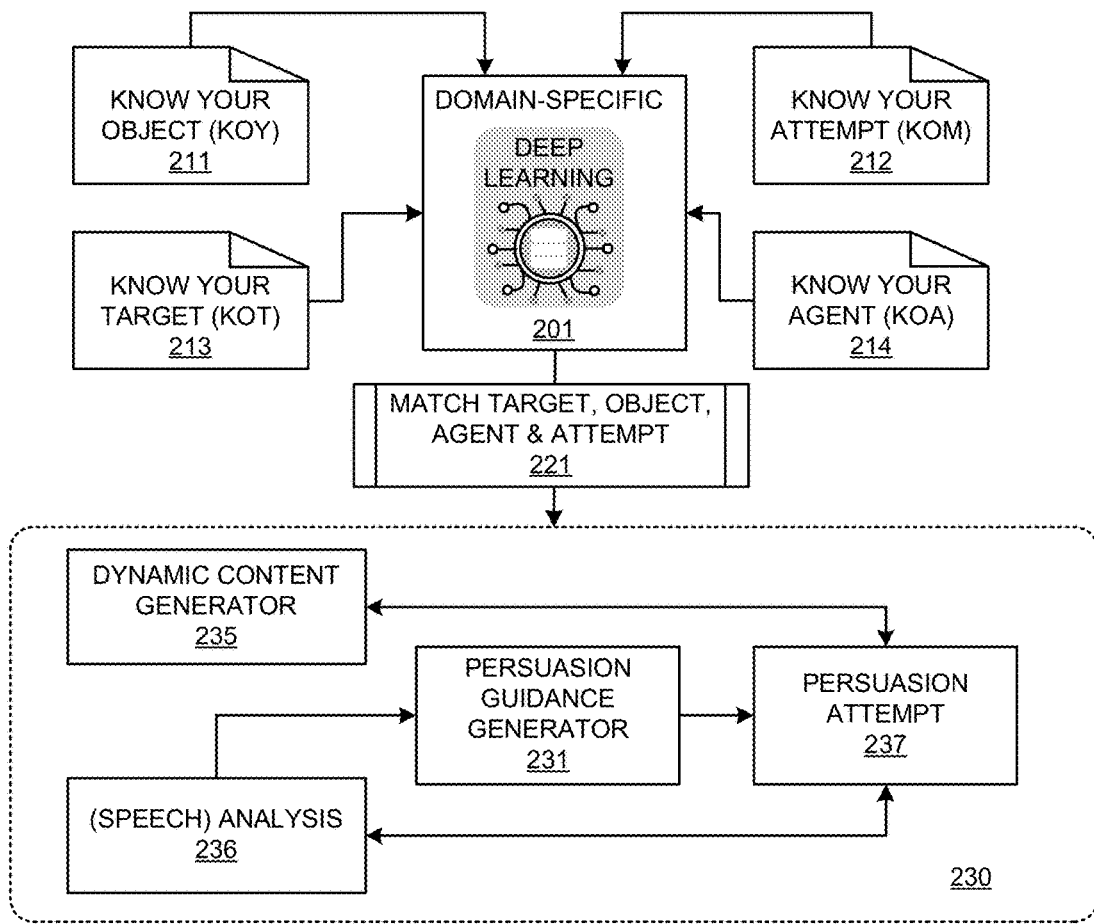 KNOW YOUR
OBJECT (KOY)
211
DOMAIN-SPECIFIC
DEEP
LEARNING
201
KNOW YOUR
ATTEMPT (KOM)
212
KNOW YOUR
TARGET (KOT)
213
KNOW YOUR
AGENT (KOA)
214
MATCH TARGET, OBJECT,
AGENT & ATTEMPT
221
DYNAMIC CONTENT
GENERATOR
235
PERSUASION
GUIDANCE
GENERATOR
231
PERSUASION
ATTEMPT
237
(SPEECH) ANALYSIS
236
230